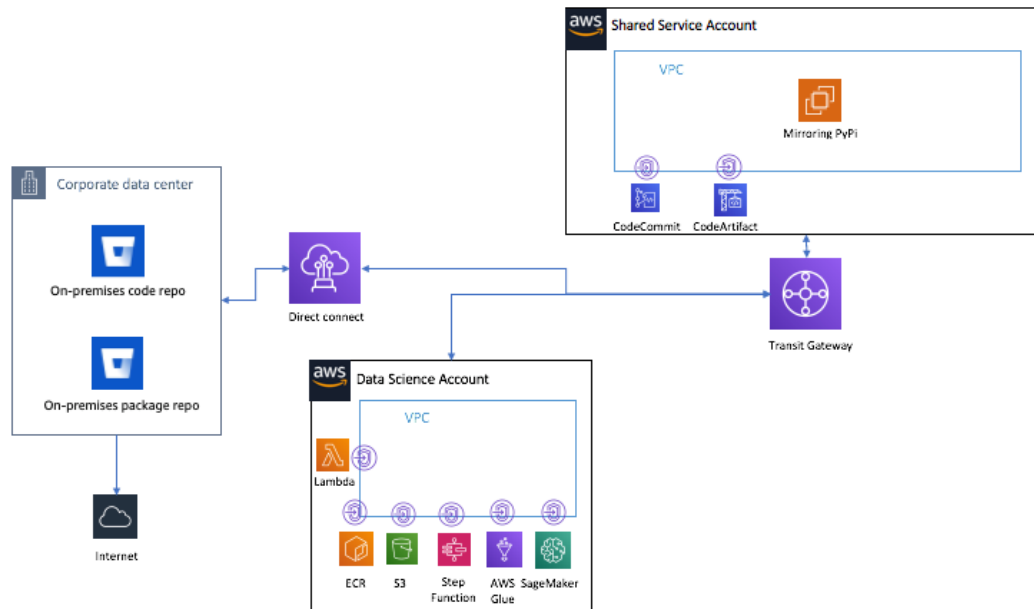 aws
Shared Service Account
VPC
Mirroring PyPi
CodeCommit
CodeArtifact
Corporate data center
On-premises code repo
On-premises package repo
Direct connect
Transit Gateway
Internet
aws
Data Science Account
VPC
Lambda
ECR
S3
Step
Function
AWS
Glue
SageMaker